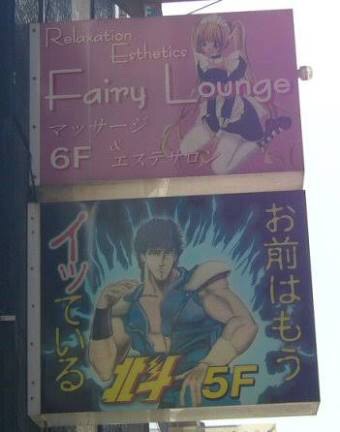 Relaxation
Esthetics
Fairy Lounge
マッサージ
&
6F エステサロン
お前はもう
イッている
北斗 5F